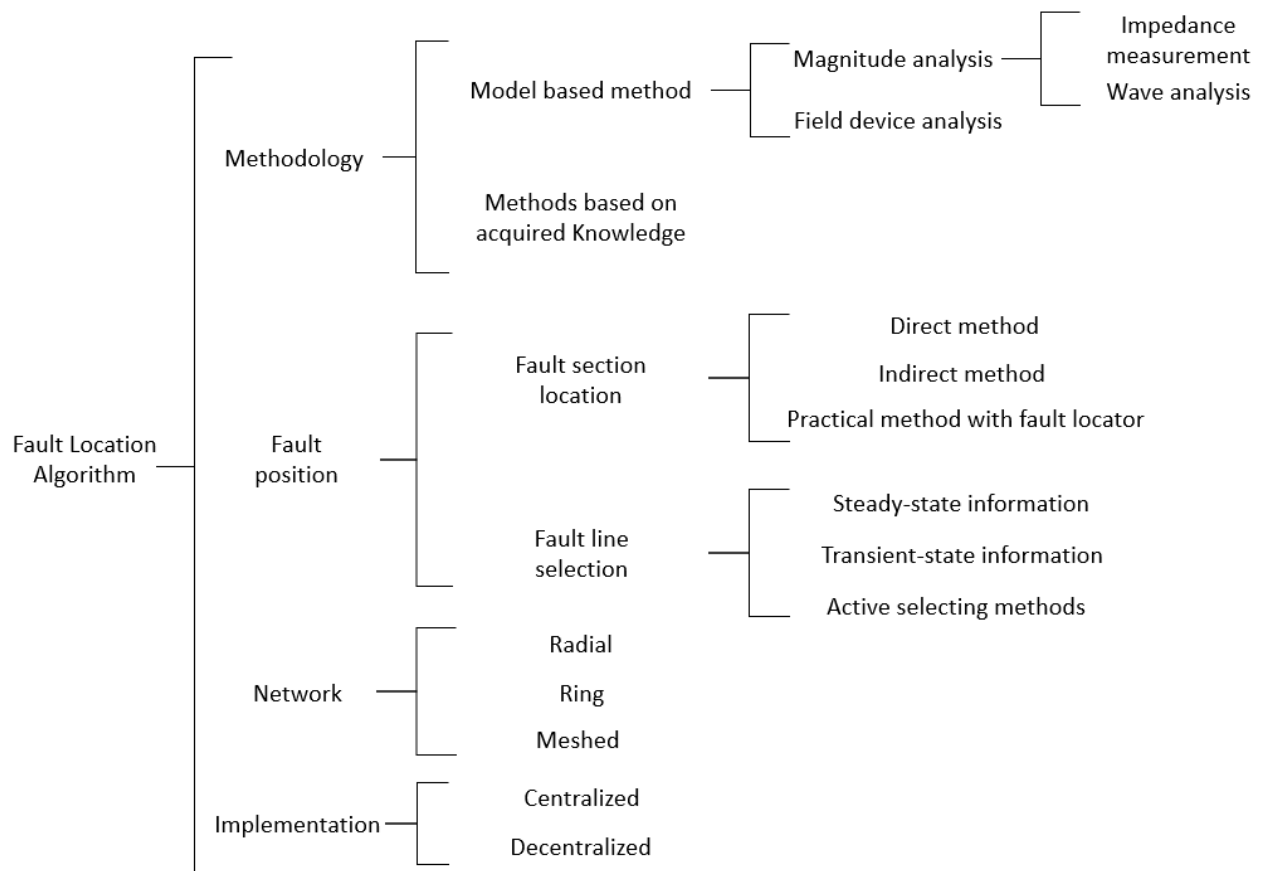 Fault Location
Algorithm
Methodology
Model based method
Magnitude analysis
Impedance
measurement
Wave analysis
Field device analysis
Methods based on
acquired Knowledge
Fault
position
Fault section
location
Direct method
Indirect method
Practical method with fault locator
Fault line
selection
Steady-state information
Transient-state information
Active selecting methods
Network
Radial
Ring
Meshed
Implementation
Centralized
Decentralized